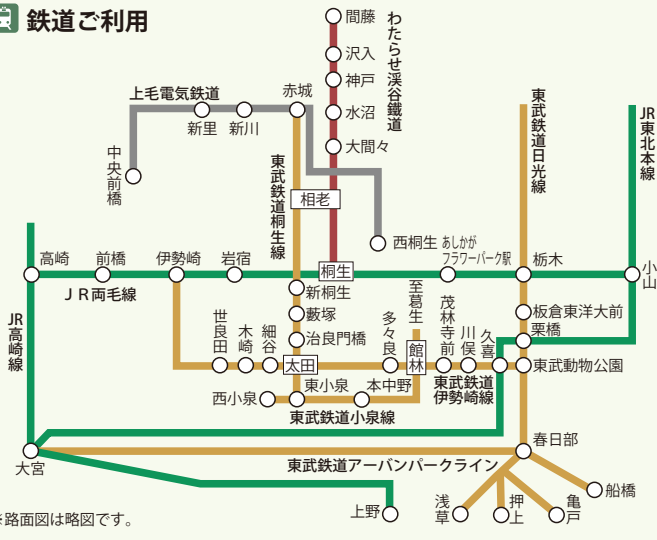 鉄道ご利用
間藤
沢入
神戸
水沼
大間々
わたらせ渓谷鐵道
上毛電気鉄道
新里
新川
赤城
中央前橋
東武鉄道桐生線
相老
西桐生
東武鉄道日光線
JR東北本線
高崎
前橋
伊勢崎
岩宿
桐生
あしかが
フラワーパーク駅
栃木
小山
JR両毛線
新桐生
藪塚
治良門橋
JR高崎線
世良田
木崎
細谷
太田
多々良
至葛生
館林
茂林寺前
川俣
久喜
板倉東洋大前
栗橋
東武動物公園
西小泉
東小泉
本中野
東武鉄道
伊勢崎線
東武鉄道小泉線
大宮
東武鉄道アーバンパークライン
春日部
上野
浅草
押上
亀戸
船橋
※路面図は略図です。